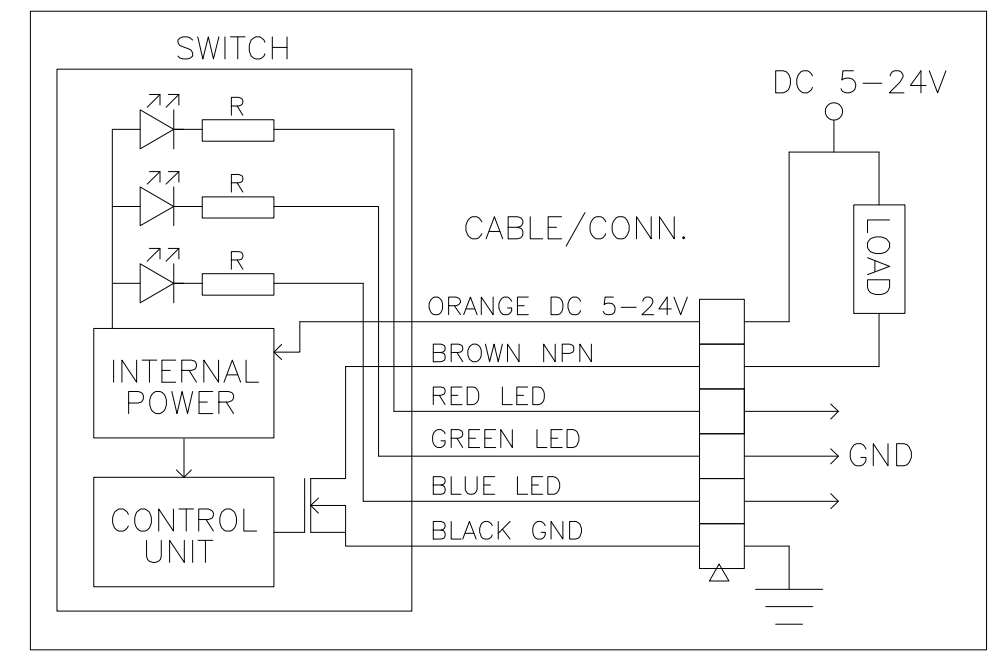 SWITCH
DC 5-24V
R
R
R
CABLE/CONN.
LOAD
ORANGE DC 5-24V
BROWN NPN
RED LED
GREEN LED
BLUE LED
BLACK GND
GND
INTERNAL
POWER
CONTROL
UNIT